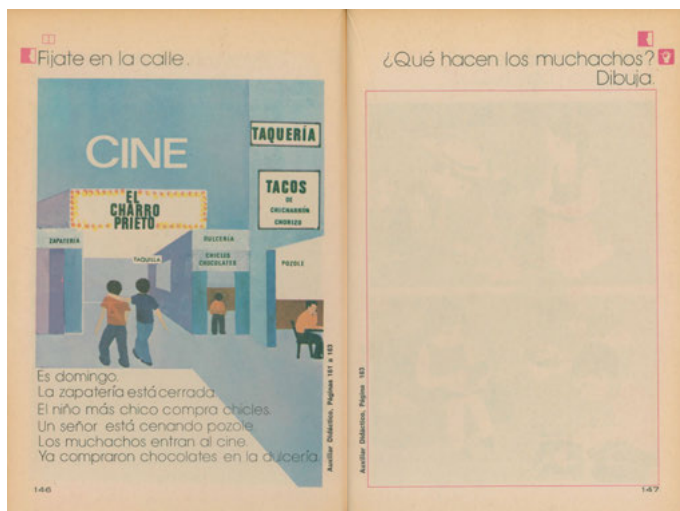 Fíjate en la calle.
CINE
TAQUERÍA
TACOS
DE
CHICHARRÓN
CHORIZO
EL
CHARRO
PRIETO
ZAPATERÍA
TAQUILLA
DULCERÍA
CHICLES
CHOCOLATES
POZOLE
Es domingo.
La zapatería está cerrada
El niño más chico compra chicles.
Un señor está cenando pozole
Los muchachos entran al cine.
Ya compraron chocolates en la dulcería.
Auxiliar Didáctico, Páginas 161 a 163
146
¿Qué hacen los muchachos?
Dibuja.
Auxiliar Didáctico, Página 163
147